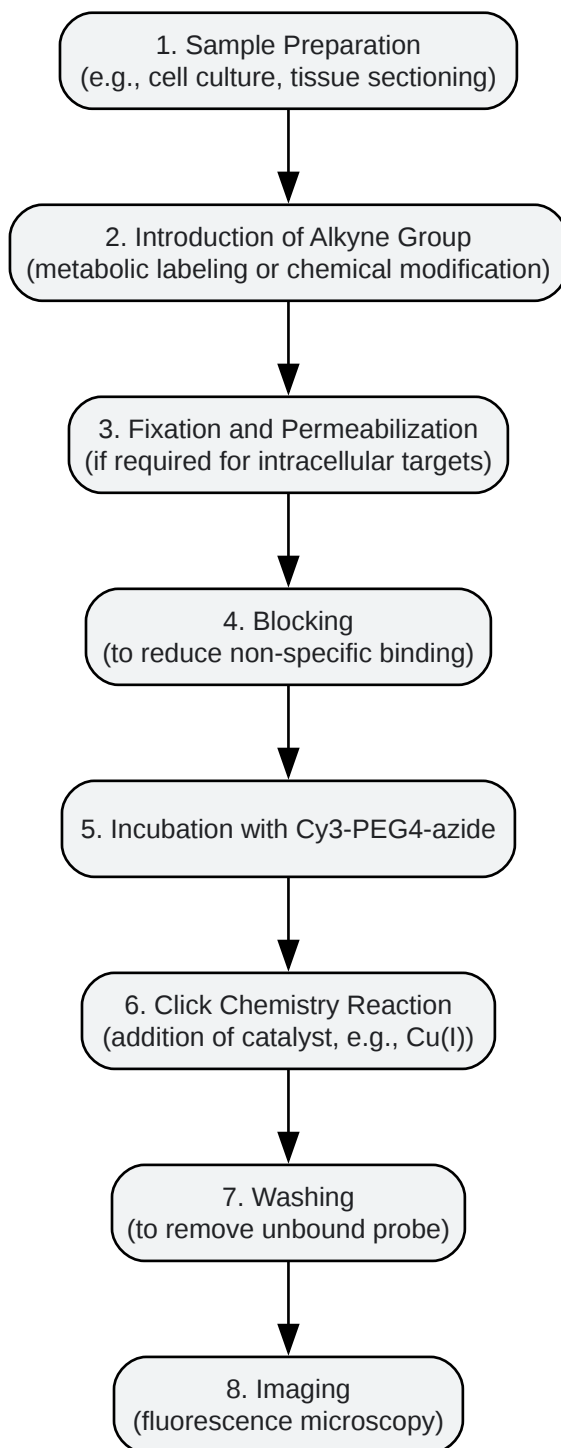 1. Sample Preparation
(e.g., cell culture, tissue sectioning)
2. Introduction of Alkyne Group
(metabolic labeling or chemical modification)
3. Fixation and Permeabilization
(if required for intracellular targets)
4. Blocking
(to reduce non-specific binding)
5. Incubation with Cy3-PEG4-azide
6. Click Chemistry Reaction
(addition of catalyst, e.g., Cu(I))
7. Washing
(to remove unbound probe)
8. Imaging
(fluorescence microscopy)